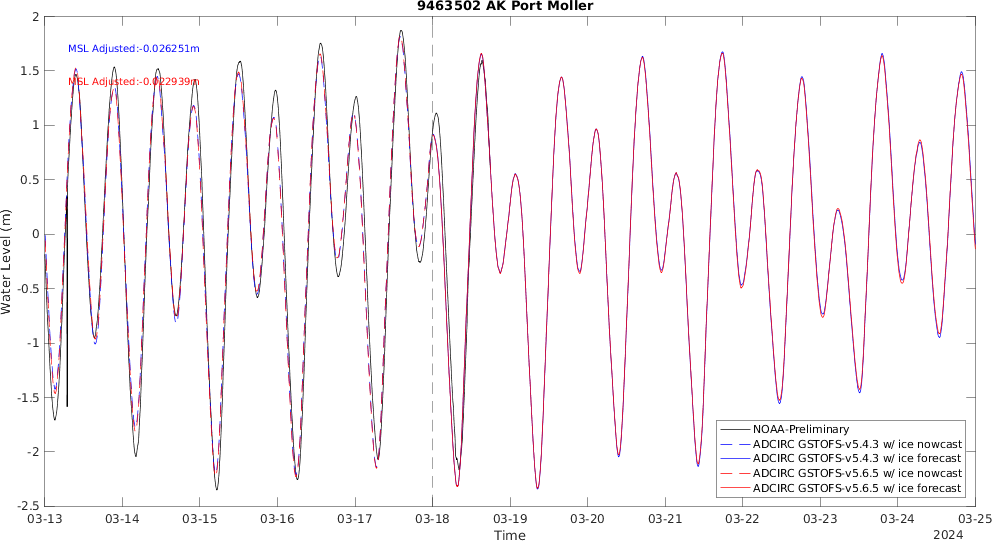 9463502 AK Port Moller
MSL Adjusted:-0.026251m
MSL Adjusted:-0.022939m
Water Level (m)
2
1.5
1
0.5
0
-0.5
-1
-1.5
-2
-2.5
NOAA-Preliminary
ADCIRC GSTOFS-v5.4.3 w/ ice nowcast
ADCIRC GSTOFS-v5.4.3 w/ ice forecast
ADCIRC GSTOFS-v5.6.5 w/ ice nowcast
ADCIRC GSTOFS-v5.6.5 w/ ice forecast
03-13 03-14 03-15 03-16 03-17 03-18 03-19 03-20 03-21 03-22 03-23 03-24 03-25
Time
2024